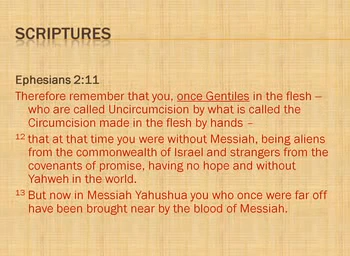 SCRIPTURES
Ephesians 2:11
Therefore remember that you, once Gentiles in the flesh –
who are called Uncircumcision by what is called the
Circumcision made in the flesh by hands –
12 that at that time you were without Messiah, being aliens
from the commonwealth of Israel and strangers from the
covenants of promise, having no hope and without
Yahweh in the world.
13 But now in Messiah Yahushua you who once were far off
have been brought near by the blood of Messiah.